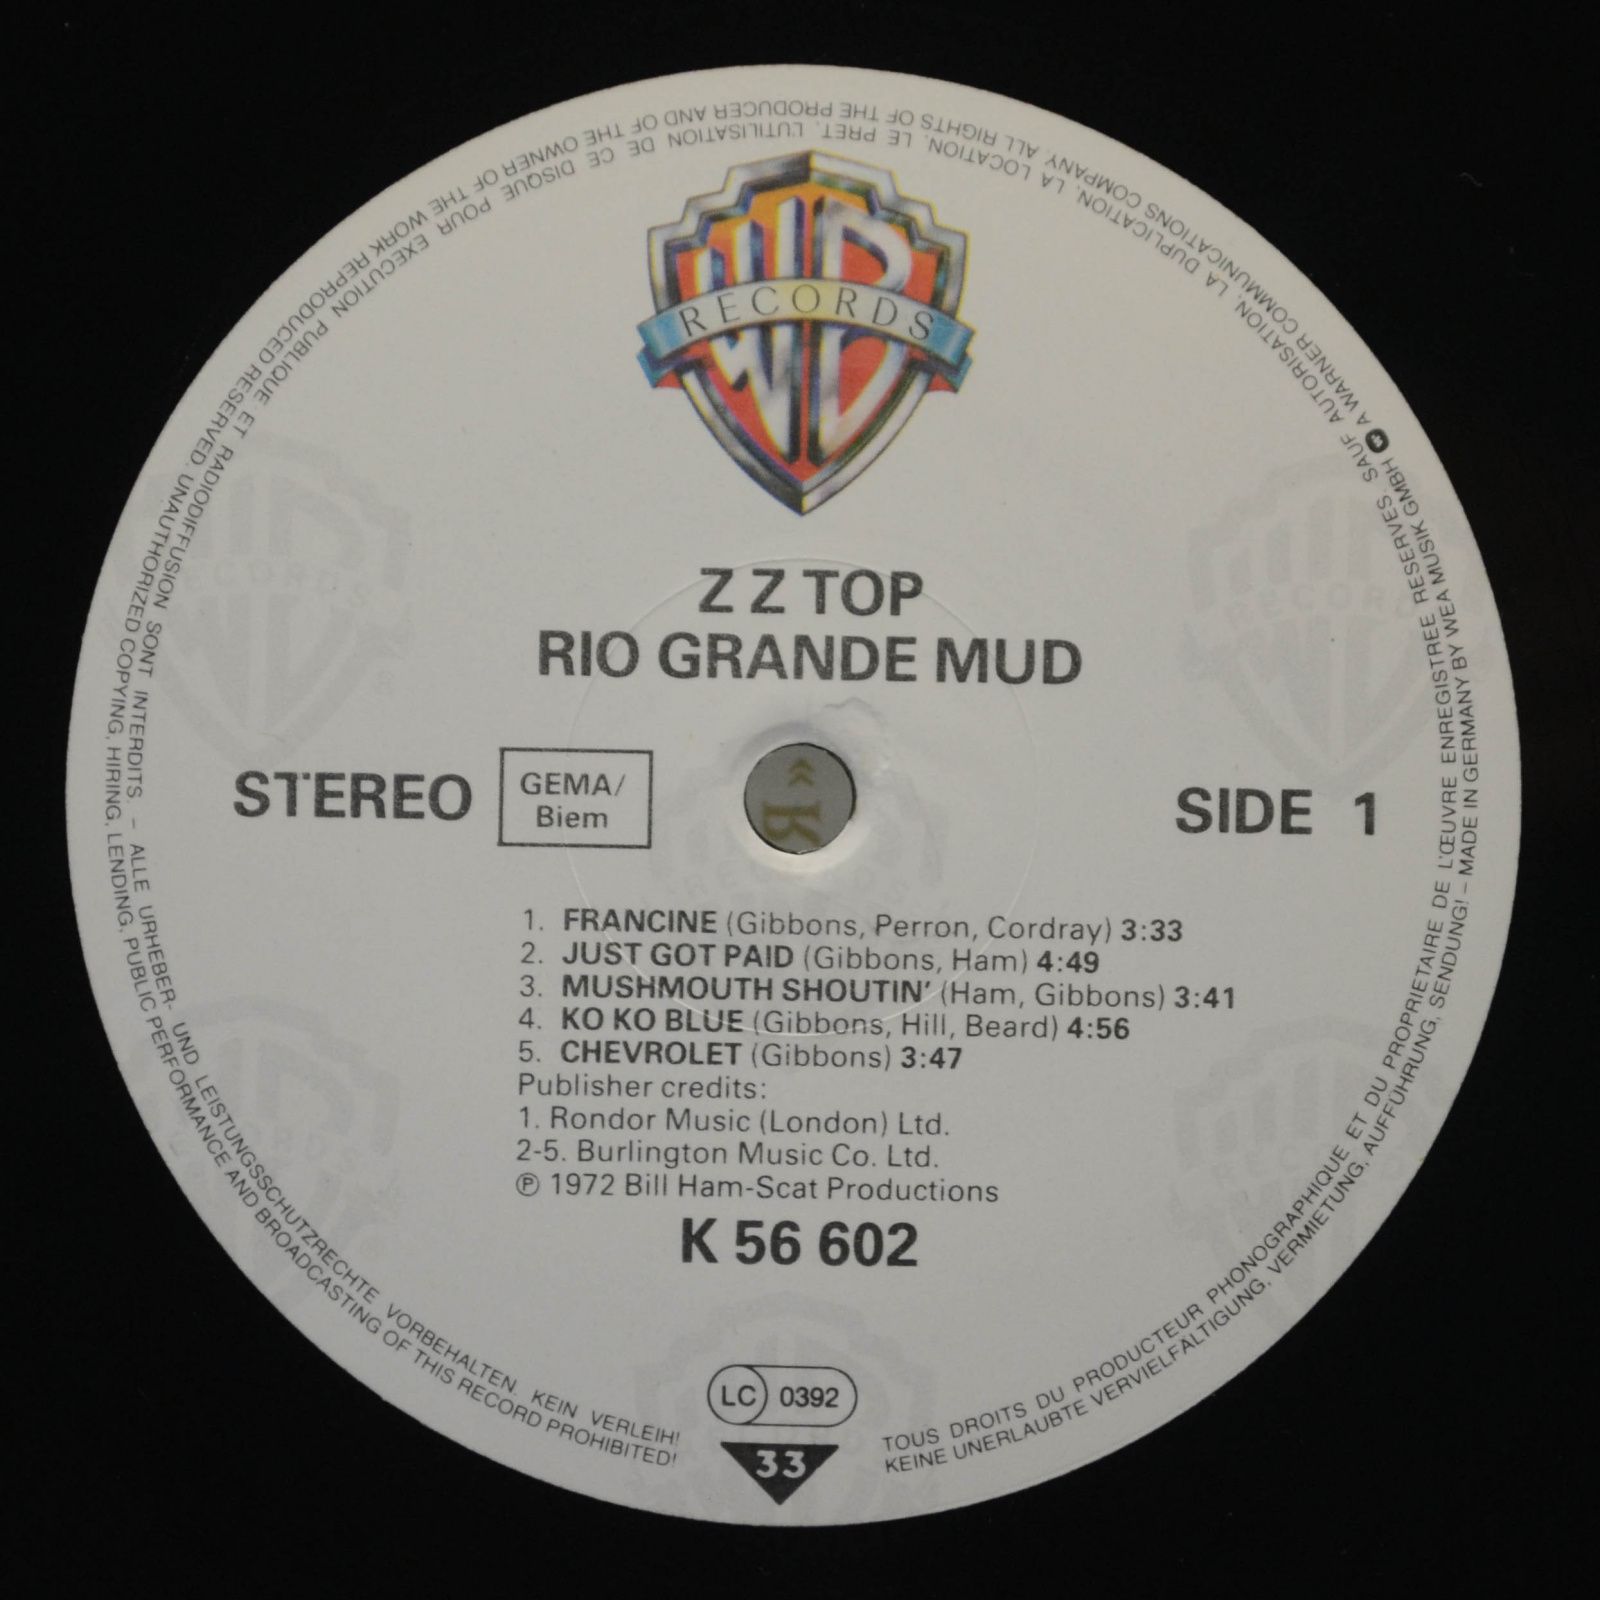 WB
RECORDS
Z Z TOP
RIO GRANDE MUD
STEREO
GEMA/
Biem
SIDE 1
1. FRANCINE (Gibbons, Perron, Cordray) 3:33
2. JUST GOT PAID (Gibbons, Ham) 4:49
3. MUSHMOUTH SHOUTIN' (Ham, Gibbons) 3:41
4. KO KO BLUE (Gibbons, Hill, Beard) 4:56
5. CHEVROLET (Gibbons) 3:47
Publisher credits:
1. Rondor Music (London) Ltd.
2-5. Burlington Music Co. Ltd.
℗ 1972 Bill Ham-Scat Productions
K 56 602
LC 0392
33
TOUS DROITS DU PRODUCTEUR PHONOGRAPHIQUE ET DU PROPRIETAIRE DE L'ŒUVRE ENREGISTREE RESERVES. SAUF AUTORISATION, LA DUPLICATION, LA LOCATION, LE PRET, L'UTILISATION DE CE DISQUE POUR EXECUTION PUBLIQUE ET RADIODIFFUSION SONT INTERDITS. – ALLE URHEBER- UND LEISTUNGSSCHUTZRECHTE VORBEHALTEN. KEIN VERLEIH!
KEINE UNERLAUBTE VERVIELFÄLTIGUNG, VERMIETUNG, AUFFÜHRUNG, SENDUNG! – MADE IN GERMANY BY WEA MUSIK GMBH A WARNER COMMUNICATIONS COMPANY. ALL RIGHTS OF THE PRODUCER AND OF THE OWNER OF THE WORK REPRODUCED RESERVED. UNAUTHORIZED COPYING, HIRING, LENDING, PUBLIC PERFORMANCE AND BROADCASTING OF THIS RECORD PROHIBITED!